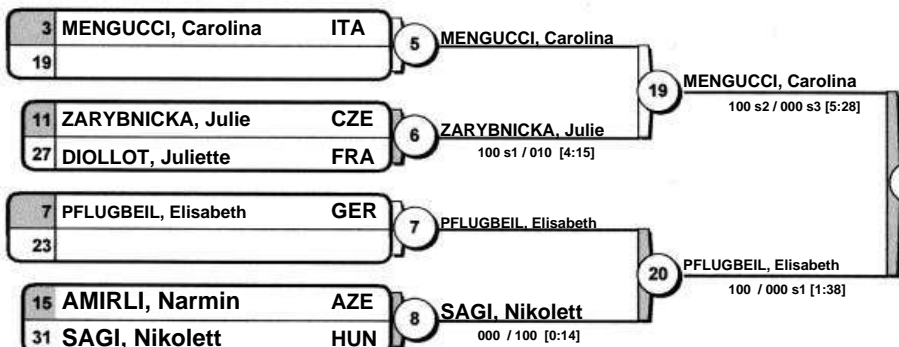 3 MENGUCCI, Carolina ITA
19
5
MENGUCCI, Carolina
11 ZARYBNICKA, Julie CZE
27 DIOLLOT, Juliette FRA
6
ZARYBNICKA, Julie
100 s1 / 010 [4:15]
19
MENGUCCI, Carolina
100 s2 / 000 s3 [5:28]
7 PFLUGBEIL, Elisabeth GER
23
7
PFLUGBEIL, Elisabeth
15 AMIRLI, Narmin AZE
31 SAGI, Nikolett HUN
8
SAGI, Nikolett
000 / 100 [0:14]
20
PFLUGBEIL, Elisabeth
100 / 000 s1 [1:38]